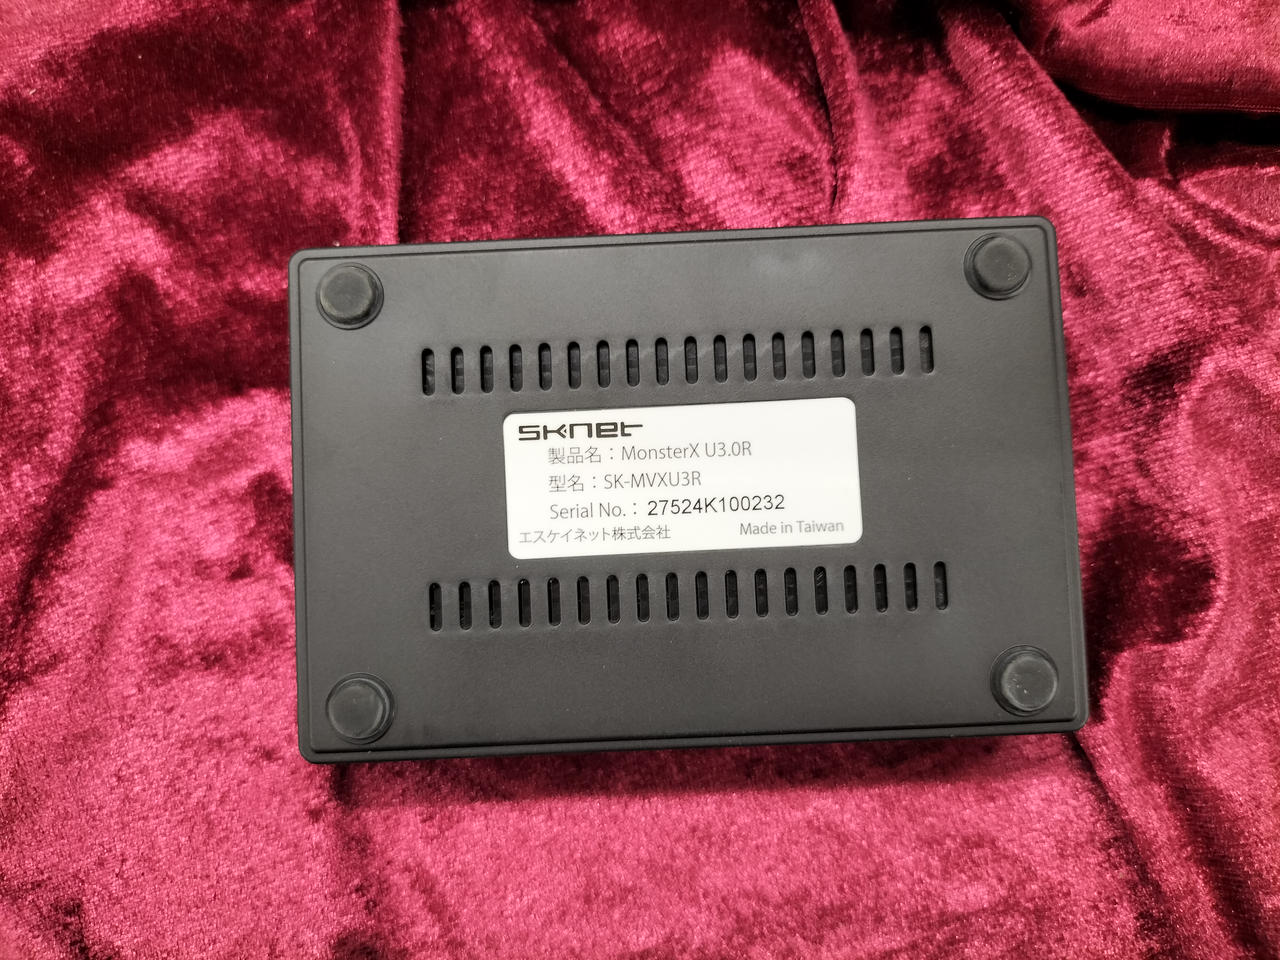 SKnet
製品名：MonsterX U3.0R
型名：SK-MVXU3R
Serial No.：27524K100232
エスケイネット株式会社 Made in Taiwan